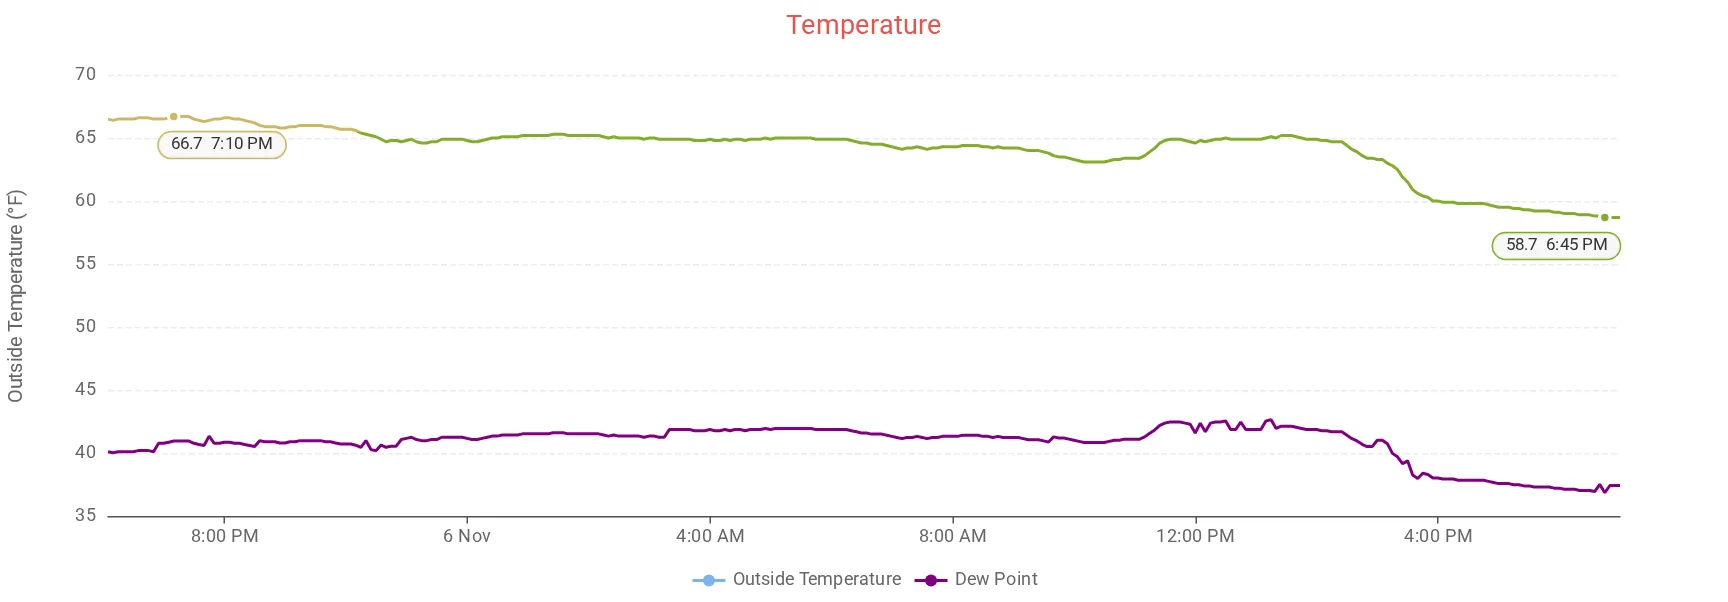 Temperature
Outside Temperature (°F)
70
65
60
55
50
45
40
35
66.7 7:10 PM
58.7 6:45 PM
8:00 PM
6 Nov
4:00 AM
8:00 AM
12:00 PM
4:00 PM
Outside Temperature
Dew Point